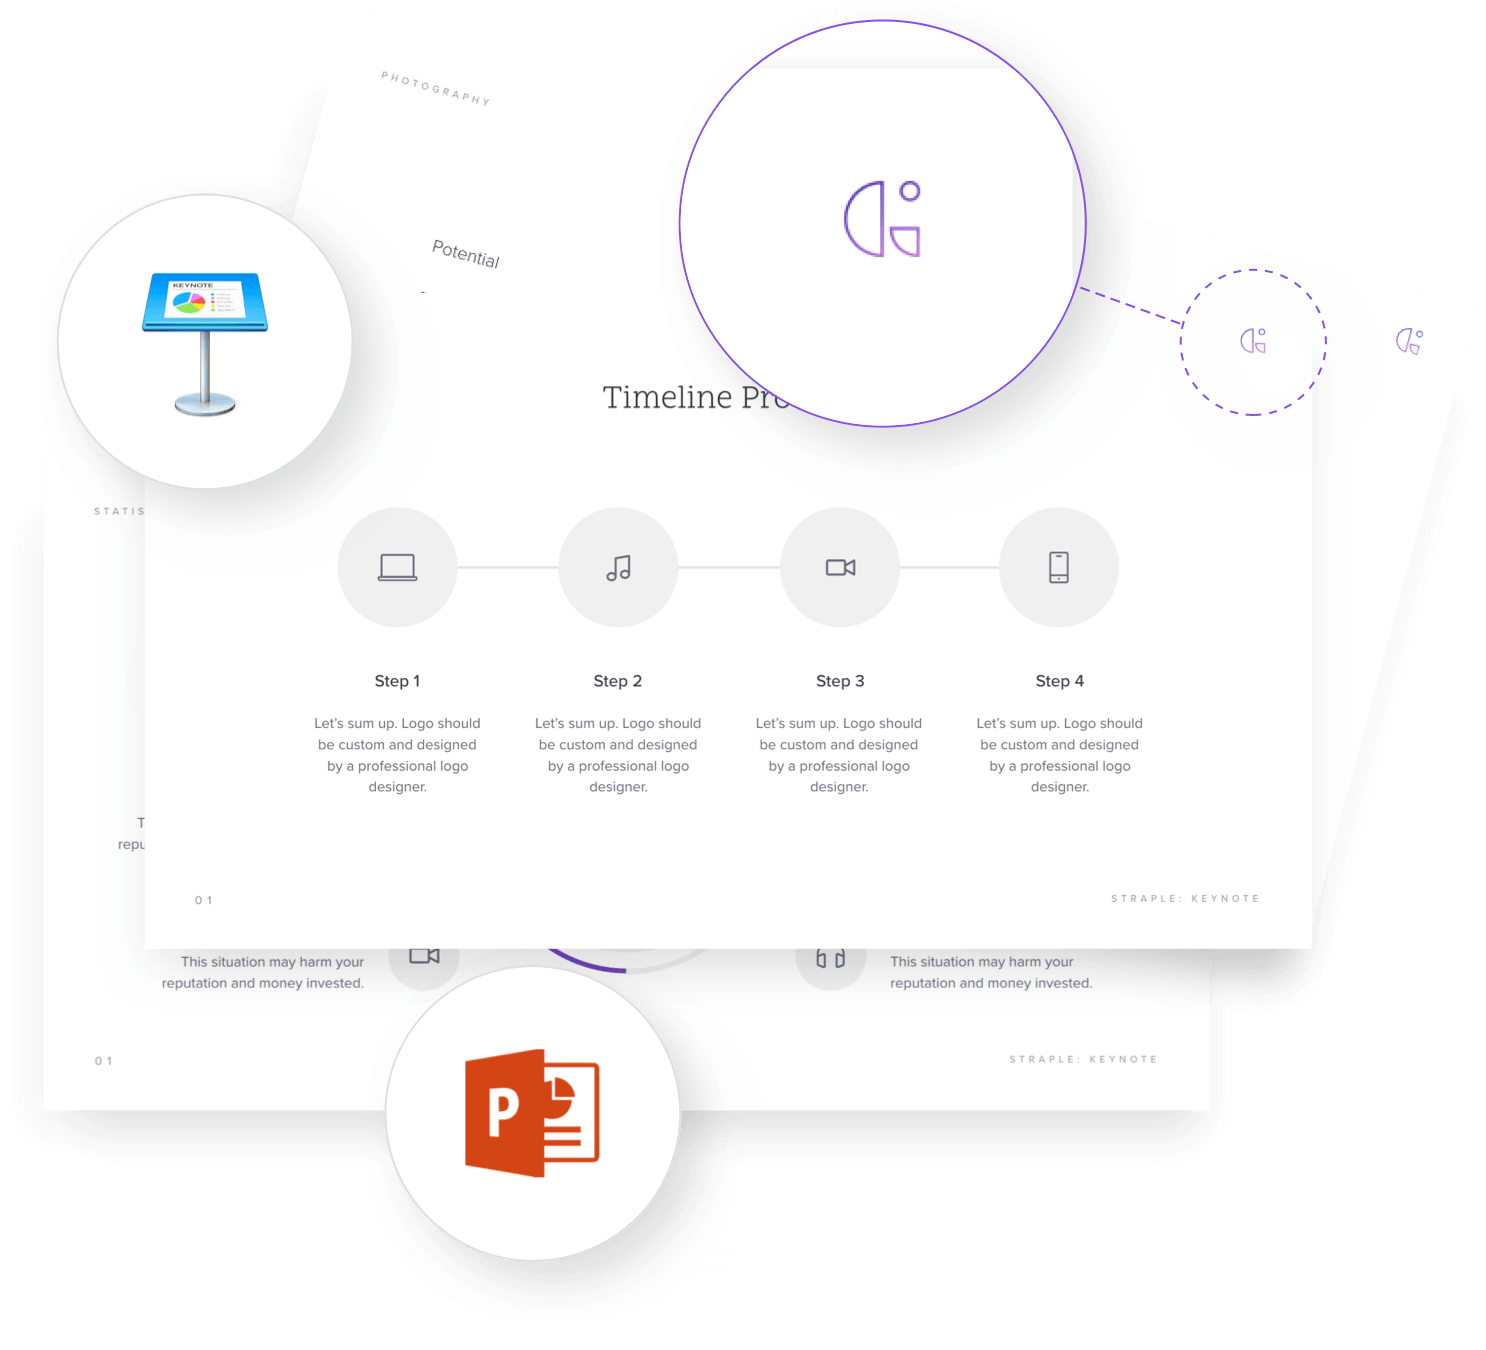 PHOTOGRAPHY
KEYNOTE
Potential
Timeline
STATIS
Step 1
Let's sum up. Logo should
be custom and designed
by a professional logo
designer.
Step 2
Let's sum up. Logo should
be custom and designed
by a professional logo
designer.
Step 3
Let's sum up. Logo should
be custom and designed
by a professional logo
designer.
Step 4
Let's sum up. Logo should
be custom and designed
by a professional logo
designer.
T
repu
01
STRAPLE: KEYNOTE
This situation may harm your
reputation and money invested.
This situation may harm your
reputation and money invested.
01
STRAPLE: KEYNOTE
P